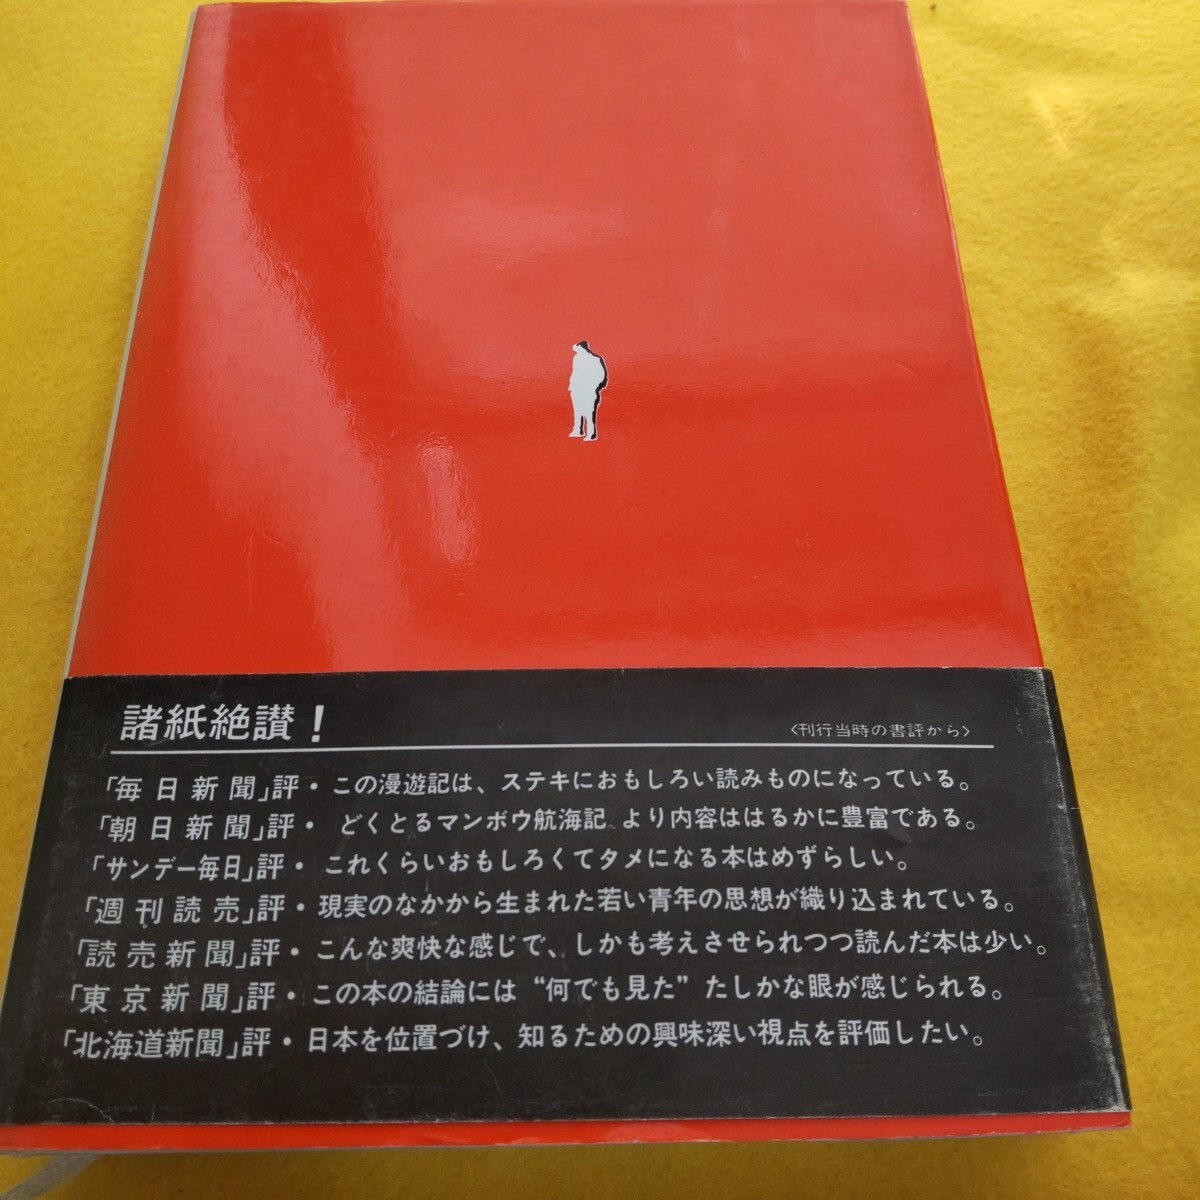 諸紙絶讃！
〈刊行当時の書評から〉
「毎日新聞」評・この漫遊記は、ステキにおもしろい読みものになっている。
「朝日新聞」評・どくとるマンボウ航海記 より内容ははるかに豊富である。
「サンデー毎日」評・これくらいおもしろくてタメになる本はめずらしい。
「週刊読売」評・現実のなかから生まれた若い青年の思想が織り込まれている。
「読売新聞」評・こんな爽快な感じで、しかも考えさせられつつ読んだ本は少い。
「東京新聞」評・この本の結論には“何でも見た”たしかな眼が感じられる。
「北海道新聞」評・日本を位置づけ、知るための興味深い視点を評価したい。